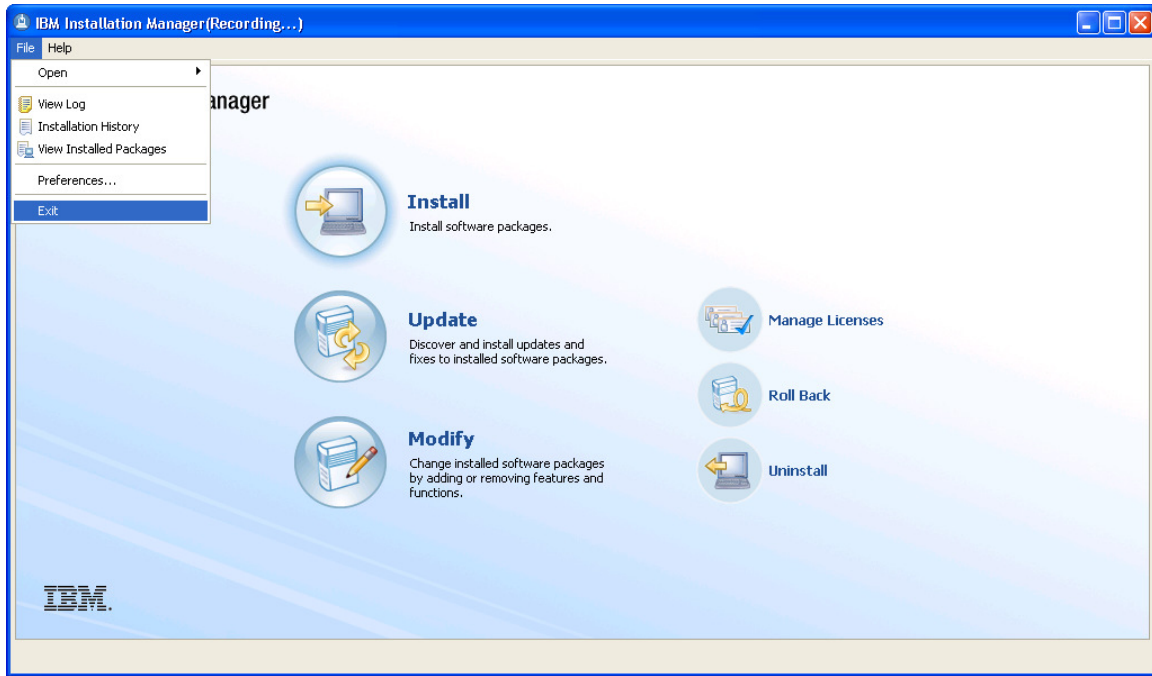 IBM Installation Manager(Recording...)
File Help
Open
View Log
Installation History
View Installed Packages
Preferences...
Exit
anager
Install
Install software packages.
Update
Discover and install updates and
fixes to installed software packages.
Modify
Change installed software packages
by adding or removing features and
functions.
Manage Licenses
Roll Back
Uninstall
IBM.